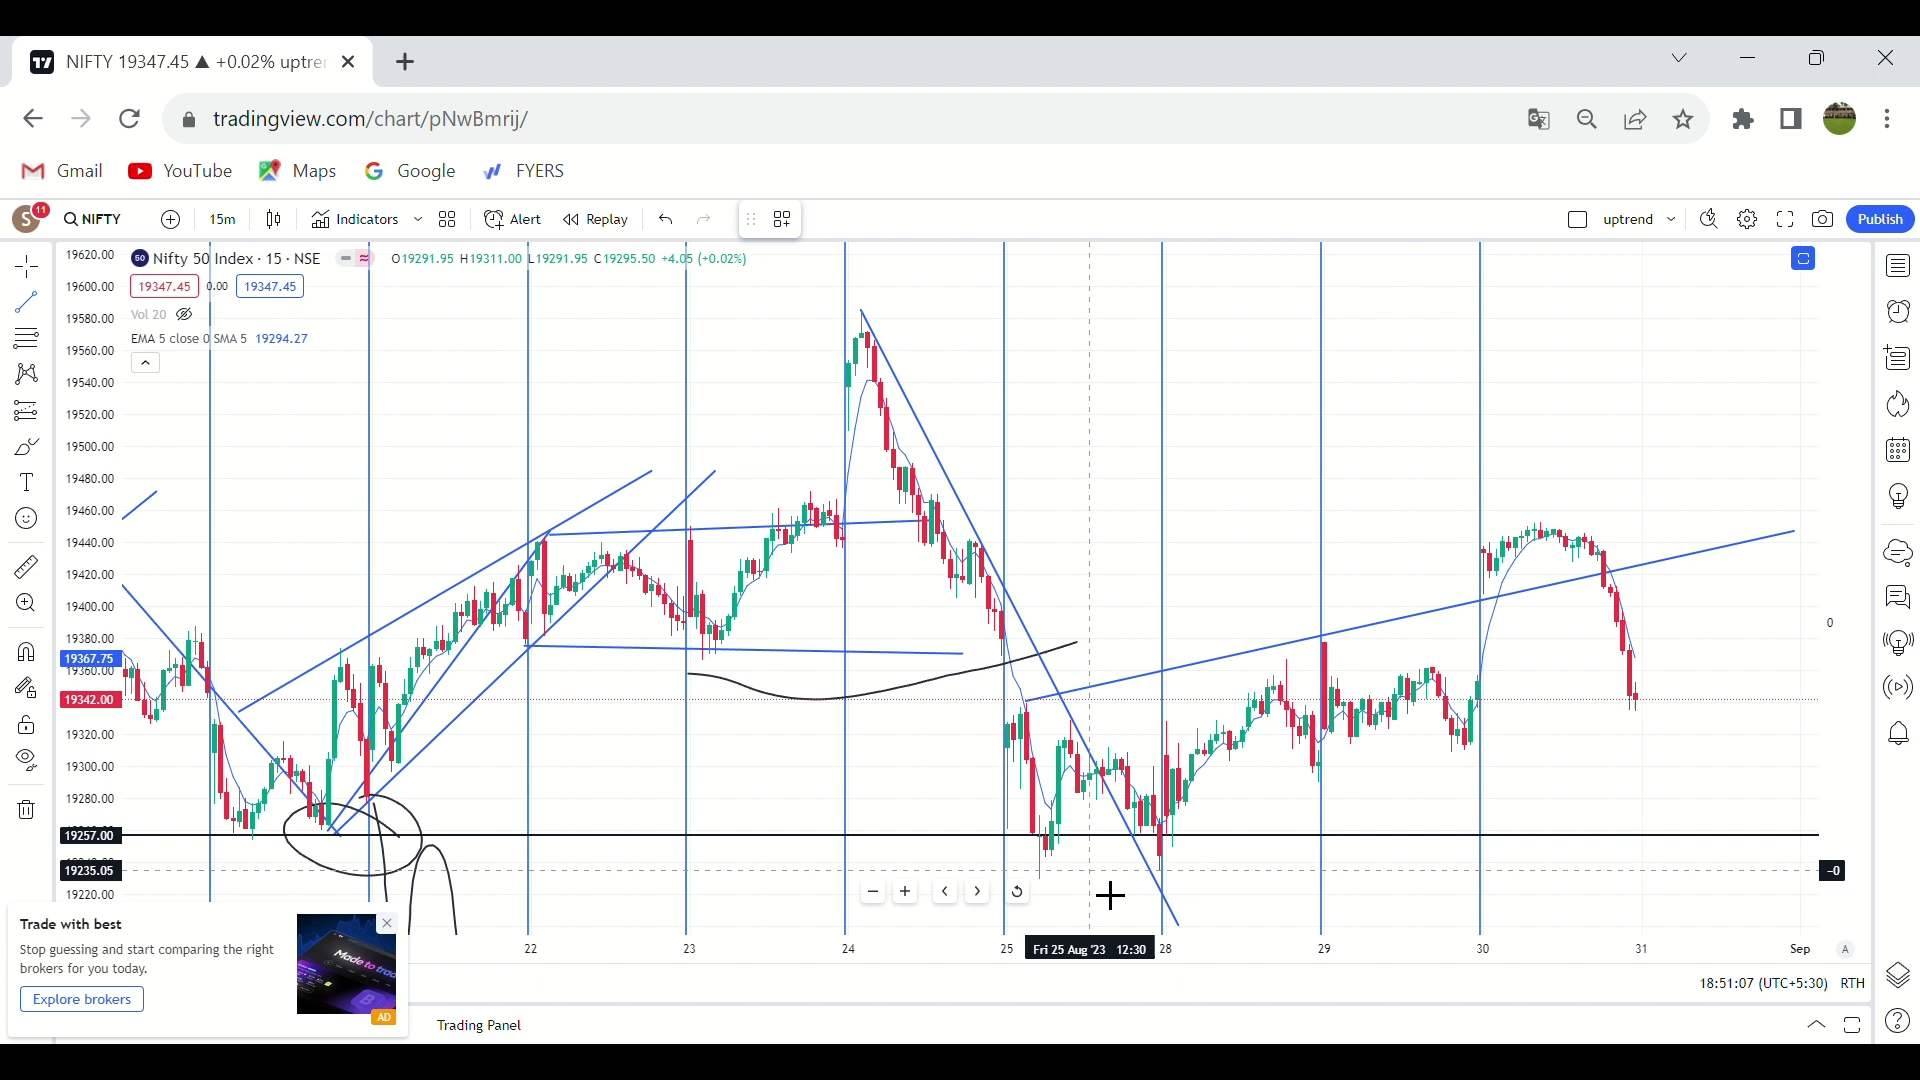 NIFTY 19347.45 ▲ +0.02% uptre
tradingview.com/chart/pNwBmrij/
Gmail YouTube Maps Google FYERS
S 11 NIFTY 15m Indicators Alert Replay uptrend Publish
50 Nifty 50 Index · 15 · NSE O19291.95 H19311.00 L19291.95 C19295.50 +4.05 (+0.02%)
19347.45 0.00 19347.45
Vol 20
EMA 5 close 0 SMA 5 19294.27
19620.00
19600.00
19580.00
19560.00
19540.00
19520.00
19500.00
19480.00
19460.00
19440.00
19420.00
19400.00
19380.00
0
19367.75
19360.00
19342.00
19320.00
19300.00
19280.00
19257.00
19235.05 -0
19220.00
22 23 24 25 Fri 25 Aug '23 12:30 28 29 30 31 Sep A
Trade with best
Stop guessing and start comparing the right
brokers for you today.
Explore brokers
Made to trad
AD
18:51:07 (UTC+5:30) RTH
Trading Panel